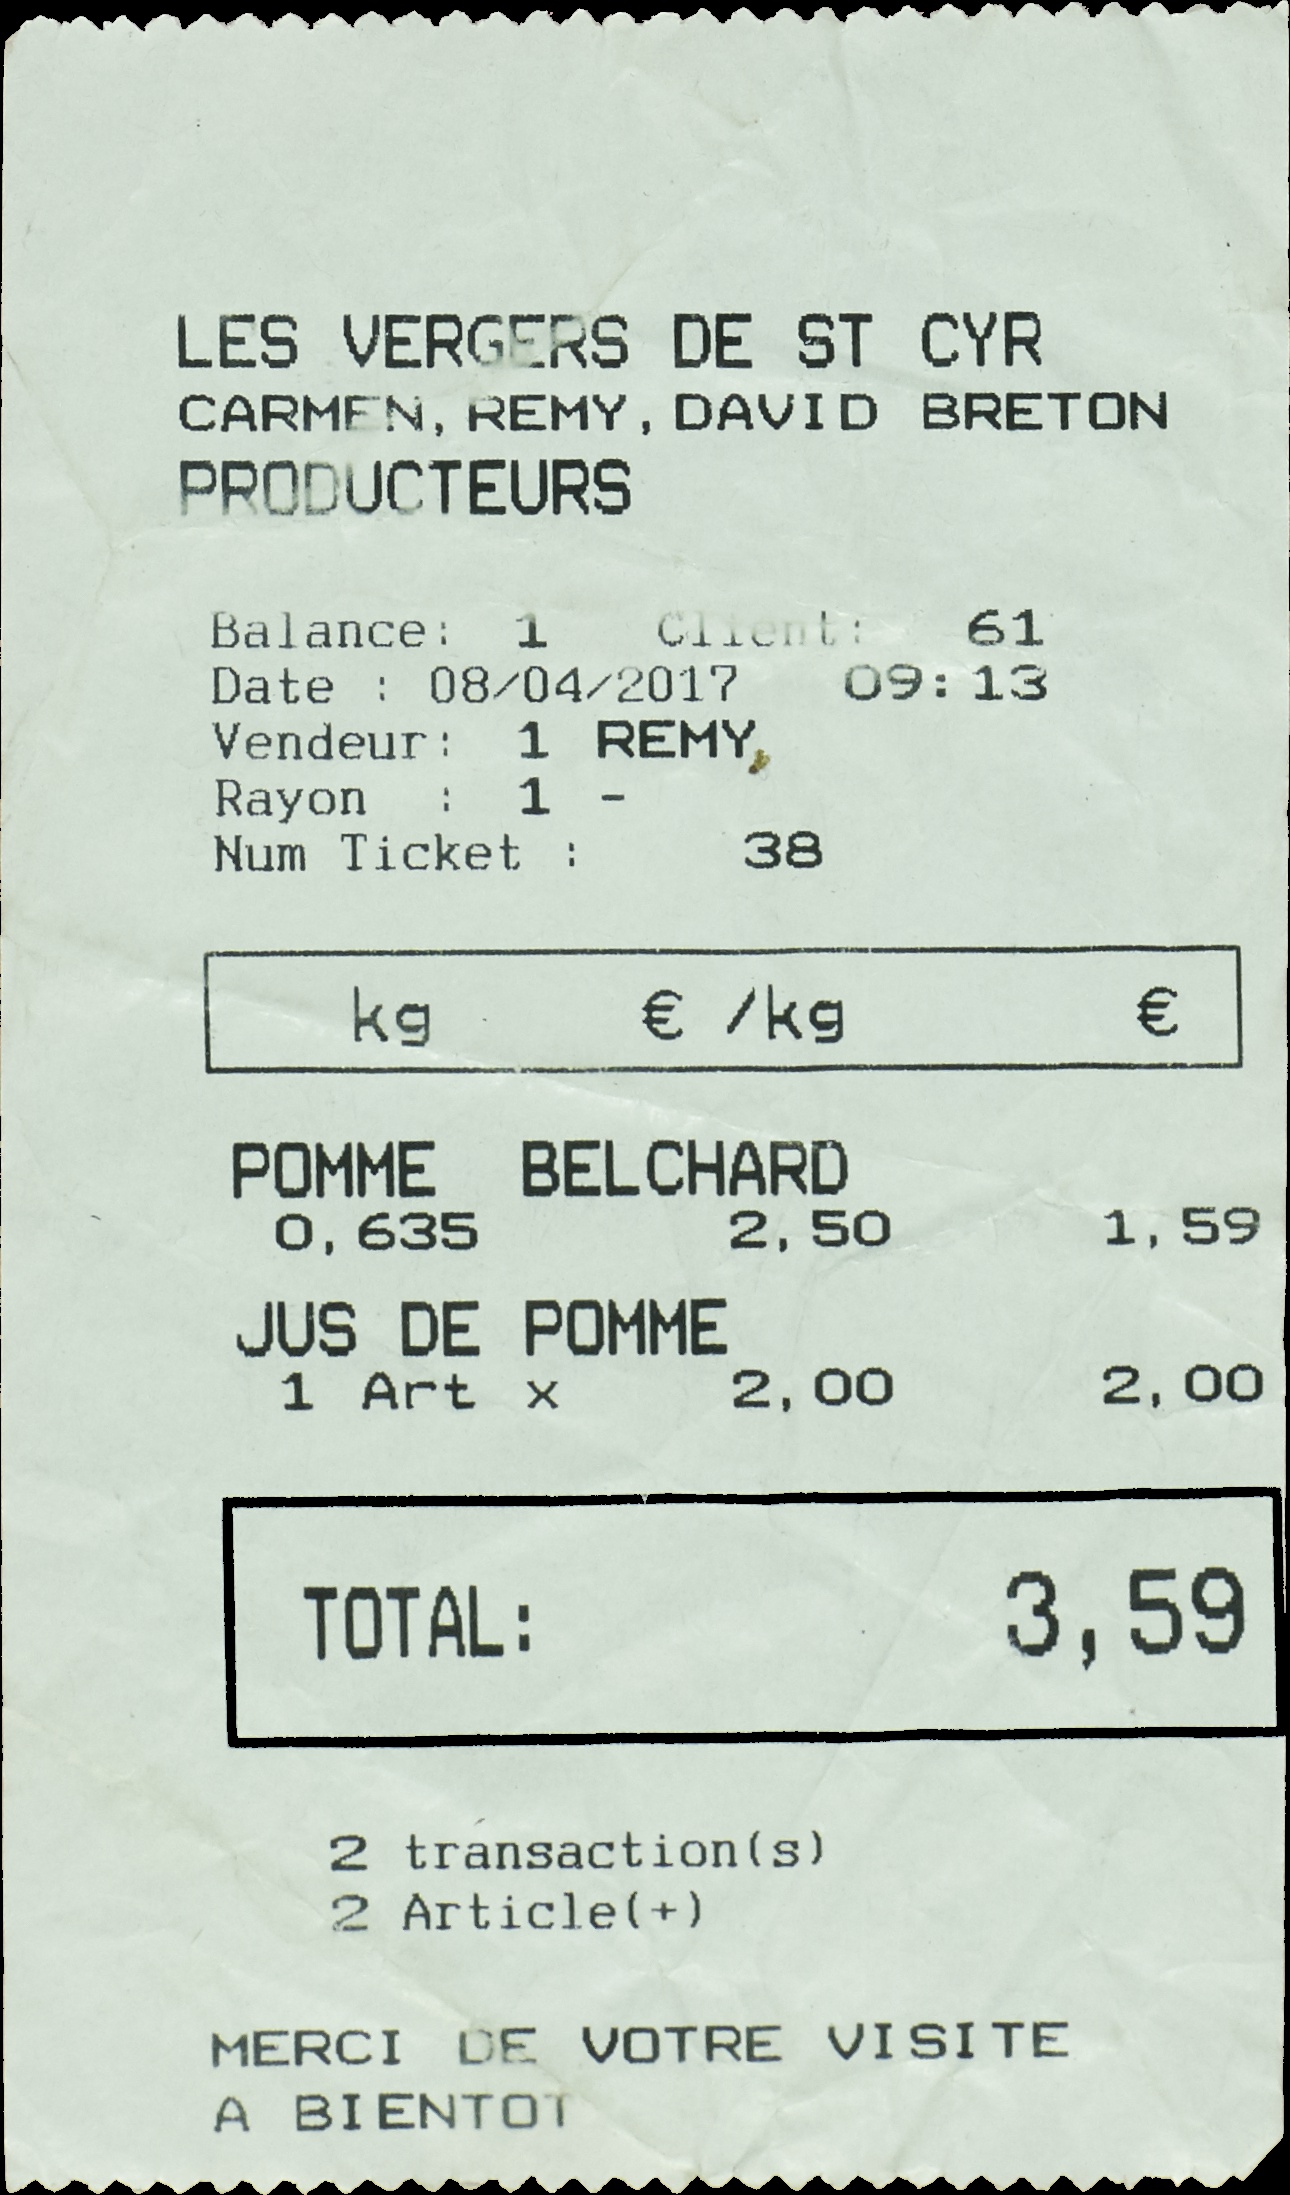 LES VERGERS DE ST CYR
CARMEN, REMY, DAVID BRETON
PRODUCTEURS
Balance: 1 Client: 61
Date : 08/04/2017 09:13
Vendeur: 1 REMY
Rayon : 1 -
Num Ticket : 38
kg € /kg €
POMME BELCHARD
0,635 2,50 1,59
JUS DE POMME
1 Art x 2,00 2,00
TOTAL: 3,59
2 transaction(s)
2 Article(+)
MERCI DE VOTRE VISITE
A BIENTOT